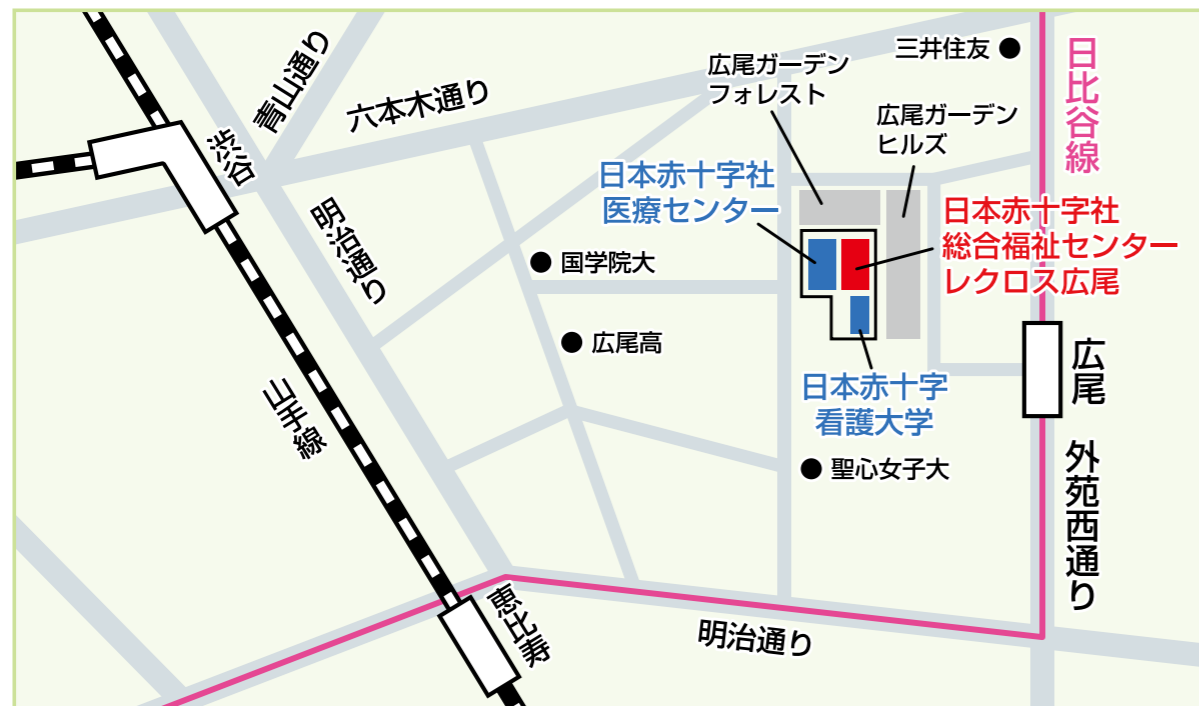 三井住友
日比谷線
広尾ガーデン
フォレスト
広尾ガーデン
ヒルズ
青山通り
六本木通り
渋谷
日本赤十字社
医療センター
日本赤十字社
総合福祉センター
レクロス広尾
明治通り
国学院大
広尾高
広尾
日本赤十字
看護大学
山手線
聖心女子大
外苑西通り
恵比寿
明治通り